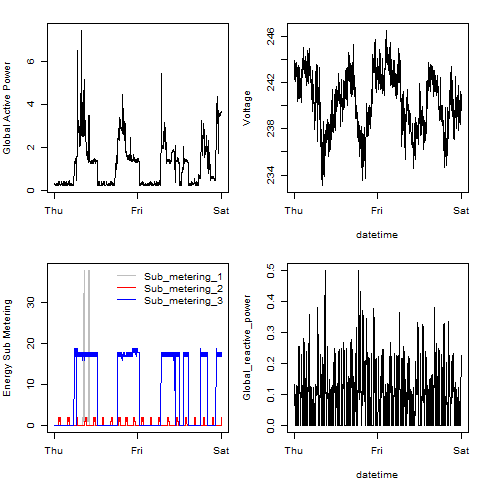 Global Active Power
0 2 4 6
Thu Fri Sat
Voltage
234 238 242 246
Thu Fri Sat
datetime
Energy Sub Metering
0 10 20 30
Sub_metering_1
Sub_metering_2
Sub_metering_3
Thu Fri Sat
Global_reactive_power
0.0 0.1 0.2 0.3 0.4 0.5
Thu Fri Sat
datetime